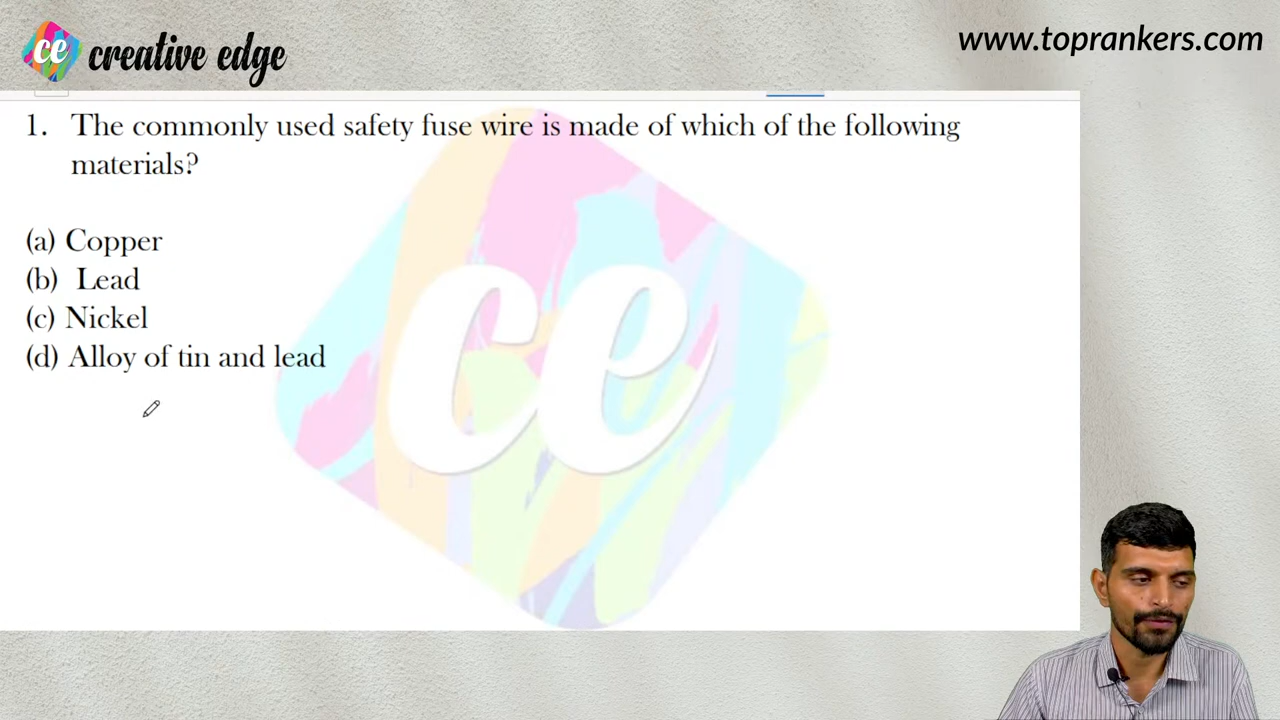 ce creative edge
www.toprankers.com
1. The commonly used safety fuse wire is made of which of the following
materials?
(a) Copper
(b) Lead
(c) Nickel
(d) Alloy of tin and lead
ce